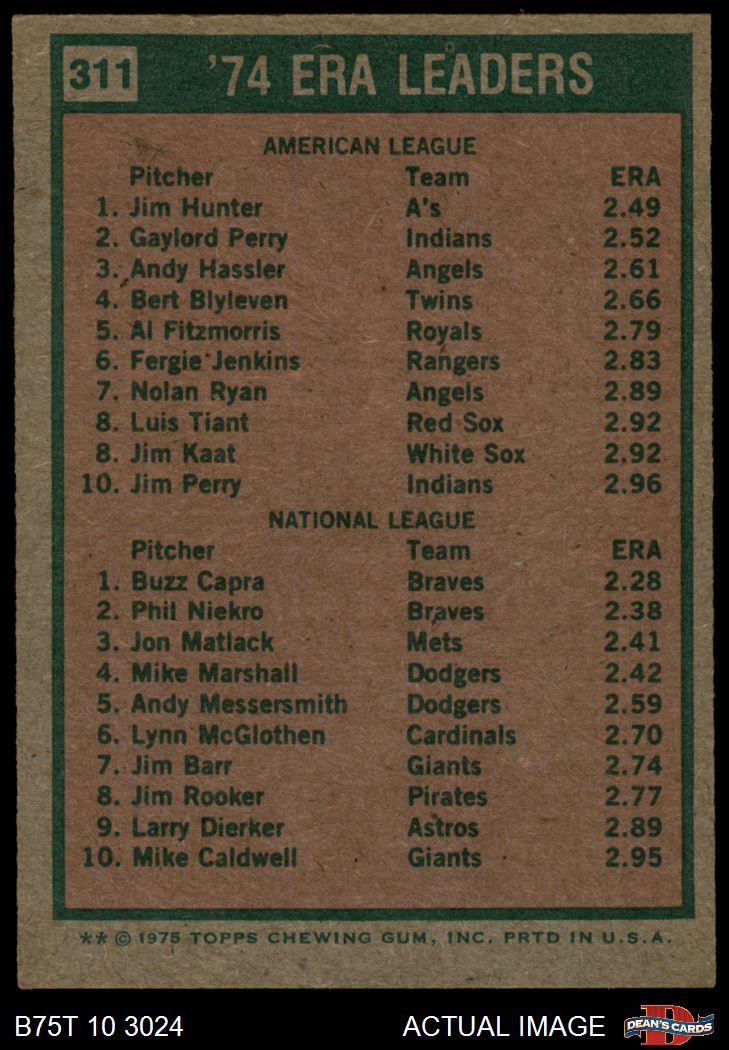 311 '74 ERA LEADERS
AMERICAN LEAGUE
Pitcher Team ERA
1. Jim Hunter A's 2.49
2. Gaylord Perry Indians 2.52
3. Andy Hassler Angels 2.61
4. Bert Blyleven Twins 2.66
5. Al Fitzmorris Royals 2.79
6. Fergie Jenkins Rangers 2.83
7. Nolan Ryan Angels 2.89
8. Luis Tiant Red Sox 2.92
8. Jim Kaat White Sox 2.92
10. Jim Perry Indians 2.96
NATIONAL LEAGUE
Pitcher Team ERA
1. Buzz Capra Braves 2.28
2. Phil Niekro Braves 2.38
3. Jon Matlack Mets 2.41
4. Mike Marshall Dodgers 2.42
5. Andy Messersmith Dodgers 2.59
6. Lynn McGlothen Cardinals 2.70
7. Jim Barr Giants 2.74
8. Jim Rooker Pirates 2.77
9. Larry Dierker Astros 2.89
10. Mike Caldwell Giants 2.95
** © 1975 TOPPS CHEWING GUM, INC. PRTD IN U.S.A.
B75T 10 3024 ACTUAL IMAGE D DEAN'S CARDS